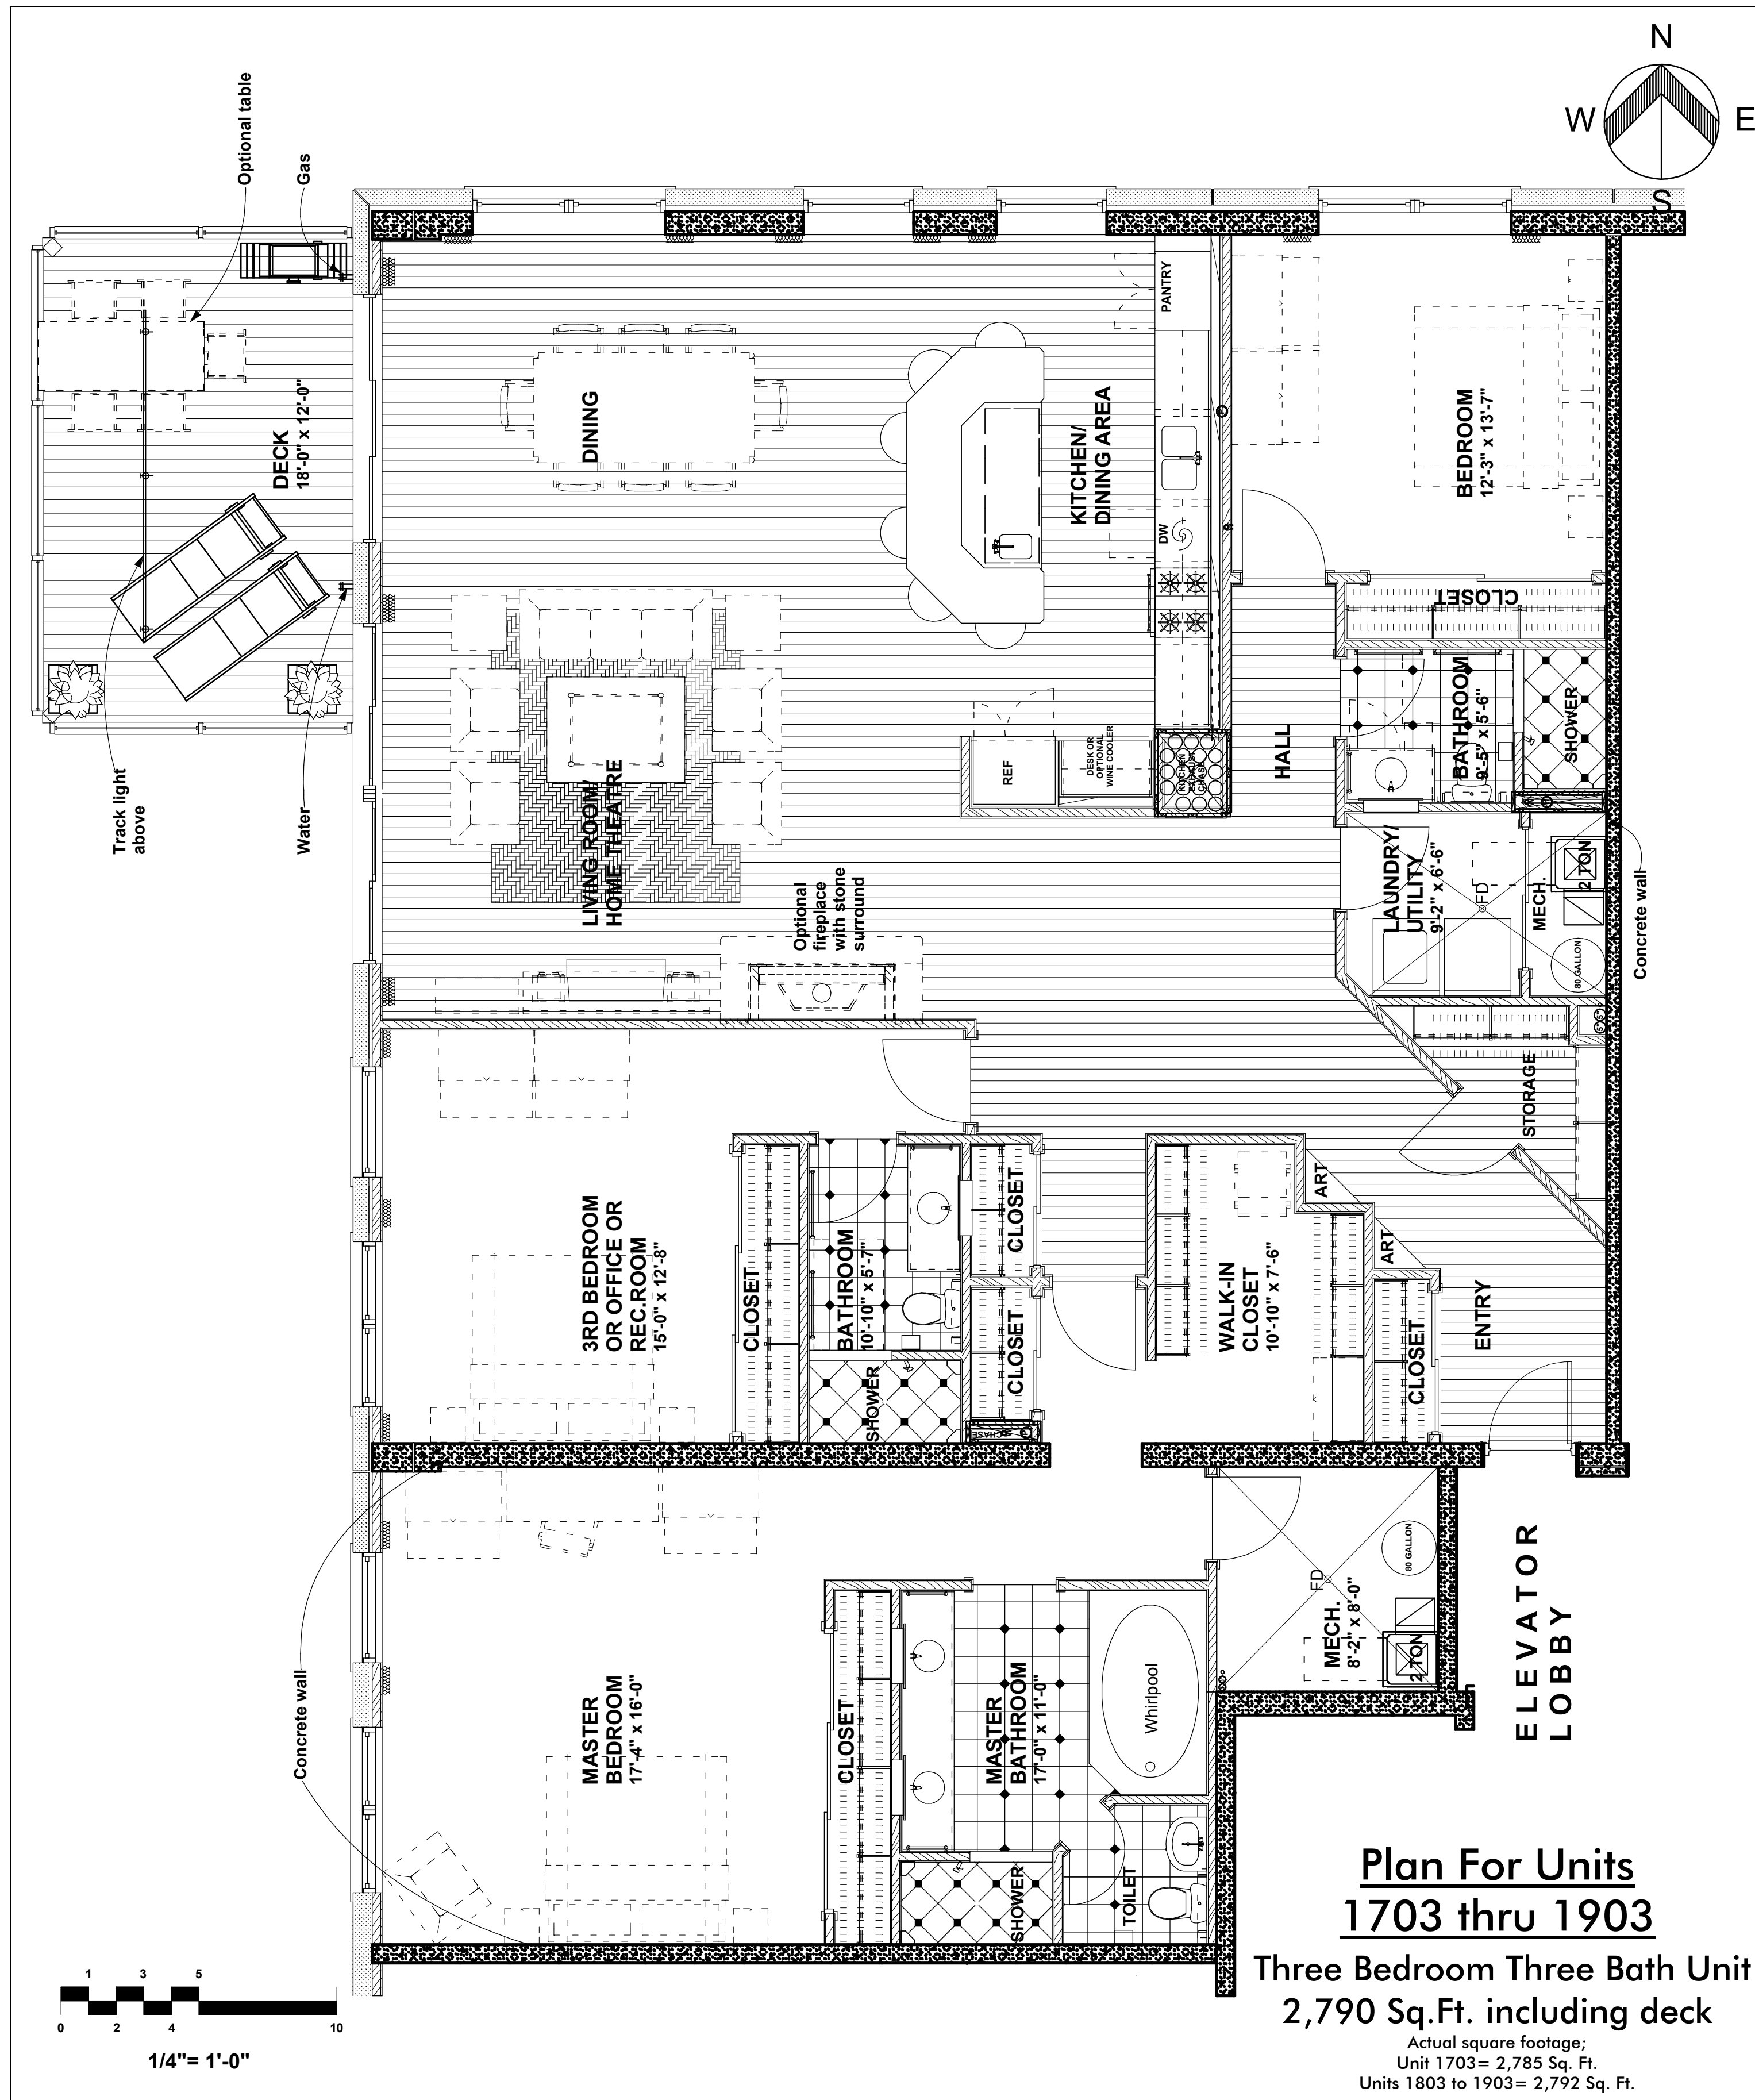 N
W
E
S
Optional table
Gas
DECK
18'-0" x 12'-0"
Track light
above
Water
DINING
KITCHEN/
DINING AREA
PANTRY
DW
BEDROOM
12'-3" x 13'-7"
CLOSET
LIVING ROOM/
HOME THEATRE
REF
DESK OR
OPTIONAL
WINE COOLER
KITCHEN
EXHAUST
CHASE
HALL
BATHROOM
9'-5" x 5'-6"
SHOWER
Optional
fireplace
with stone
surround
LAUNDRY/
UTILITY
9'-2" x 6'-6"
FD
MECH.
2 TON
80 GALLON
Concrete wall
STORAGE
3RD BEDROOM
OR OFFICE OR
REC.ROOM
15'-0" x 12'-8"
CLOSET
BATHROOM
10'-10" x 5'-7"
SHOWER
CLOSET
CLOSET
CHASE
WALK-IN
CLOSET
10'-10" x 7'-6"
ART
ART
CLOSET
ENTRY
Concrete wall
MASTER
BEDROOM
17'-4" x 16'-0"
CLOSET
MASTER
BATHROOM
17'-0" x 11'-0"
Whirlpool
SHOWER
TOILET
FD
MECH.
8'-2" x 8'-0"
80 GALLON
2 TON
ELEVATOR
LOBBY
Plan For Units
1703 thru 1903
Three Bedroom Three Bath Unit
2,790 Sq.Ft. including deck
Actual square footage;
Unit 1703= 2,785 Sq. Ft.
Units 1803 to 1903= 2,792 Sq. Ft.
1 3 5
0 2 4 10
1/4"= 1'-0"